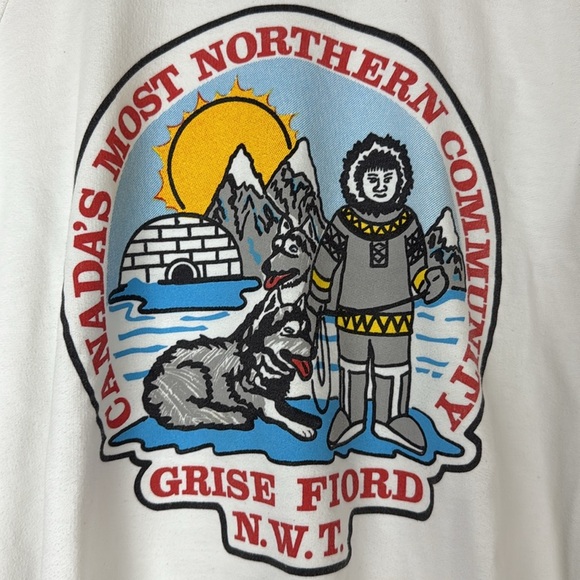 CANADA'S MOST NORTHERN COMMUNITY
GRISE FIORD
N.W.T.